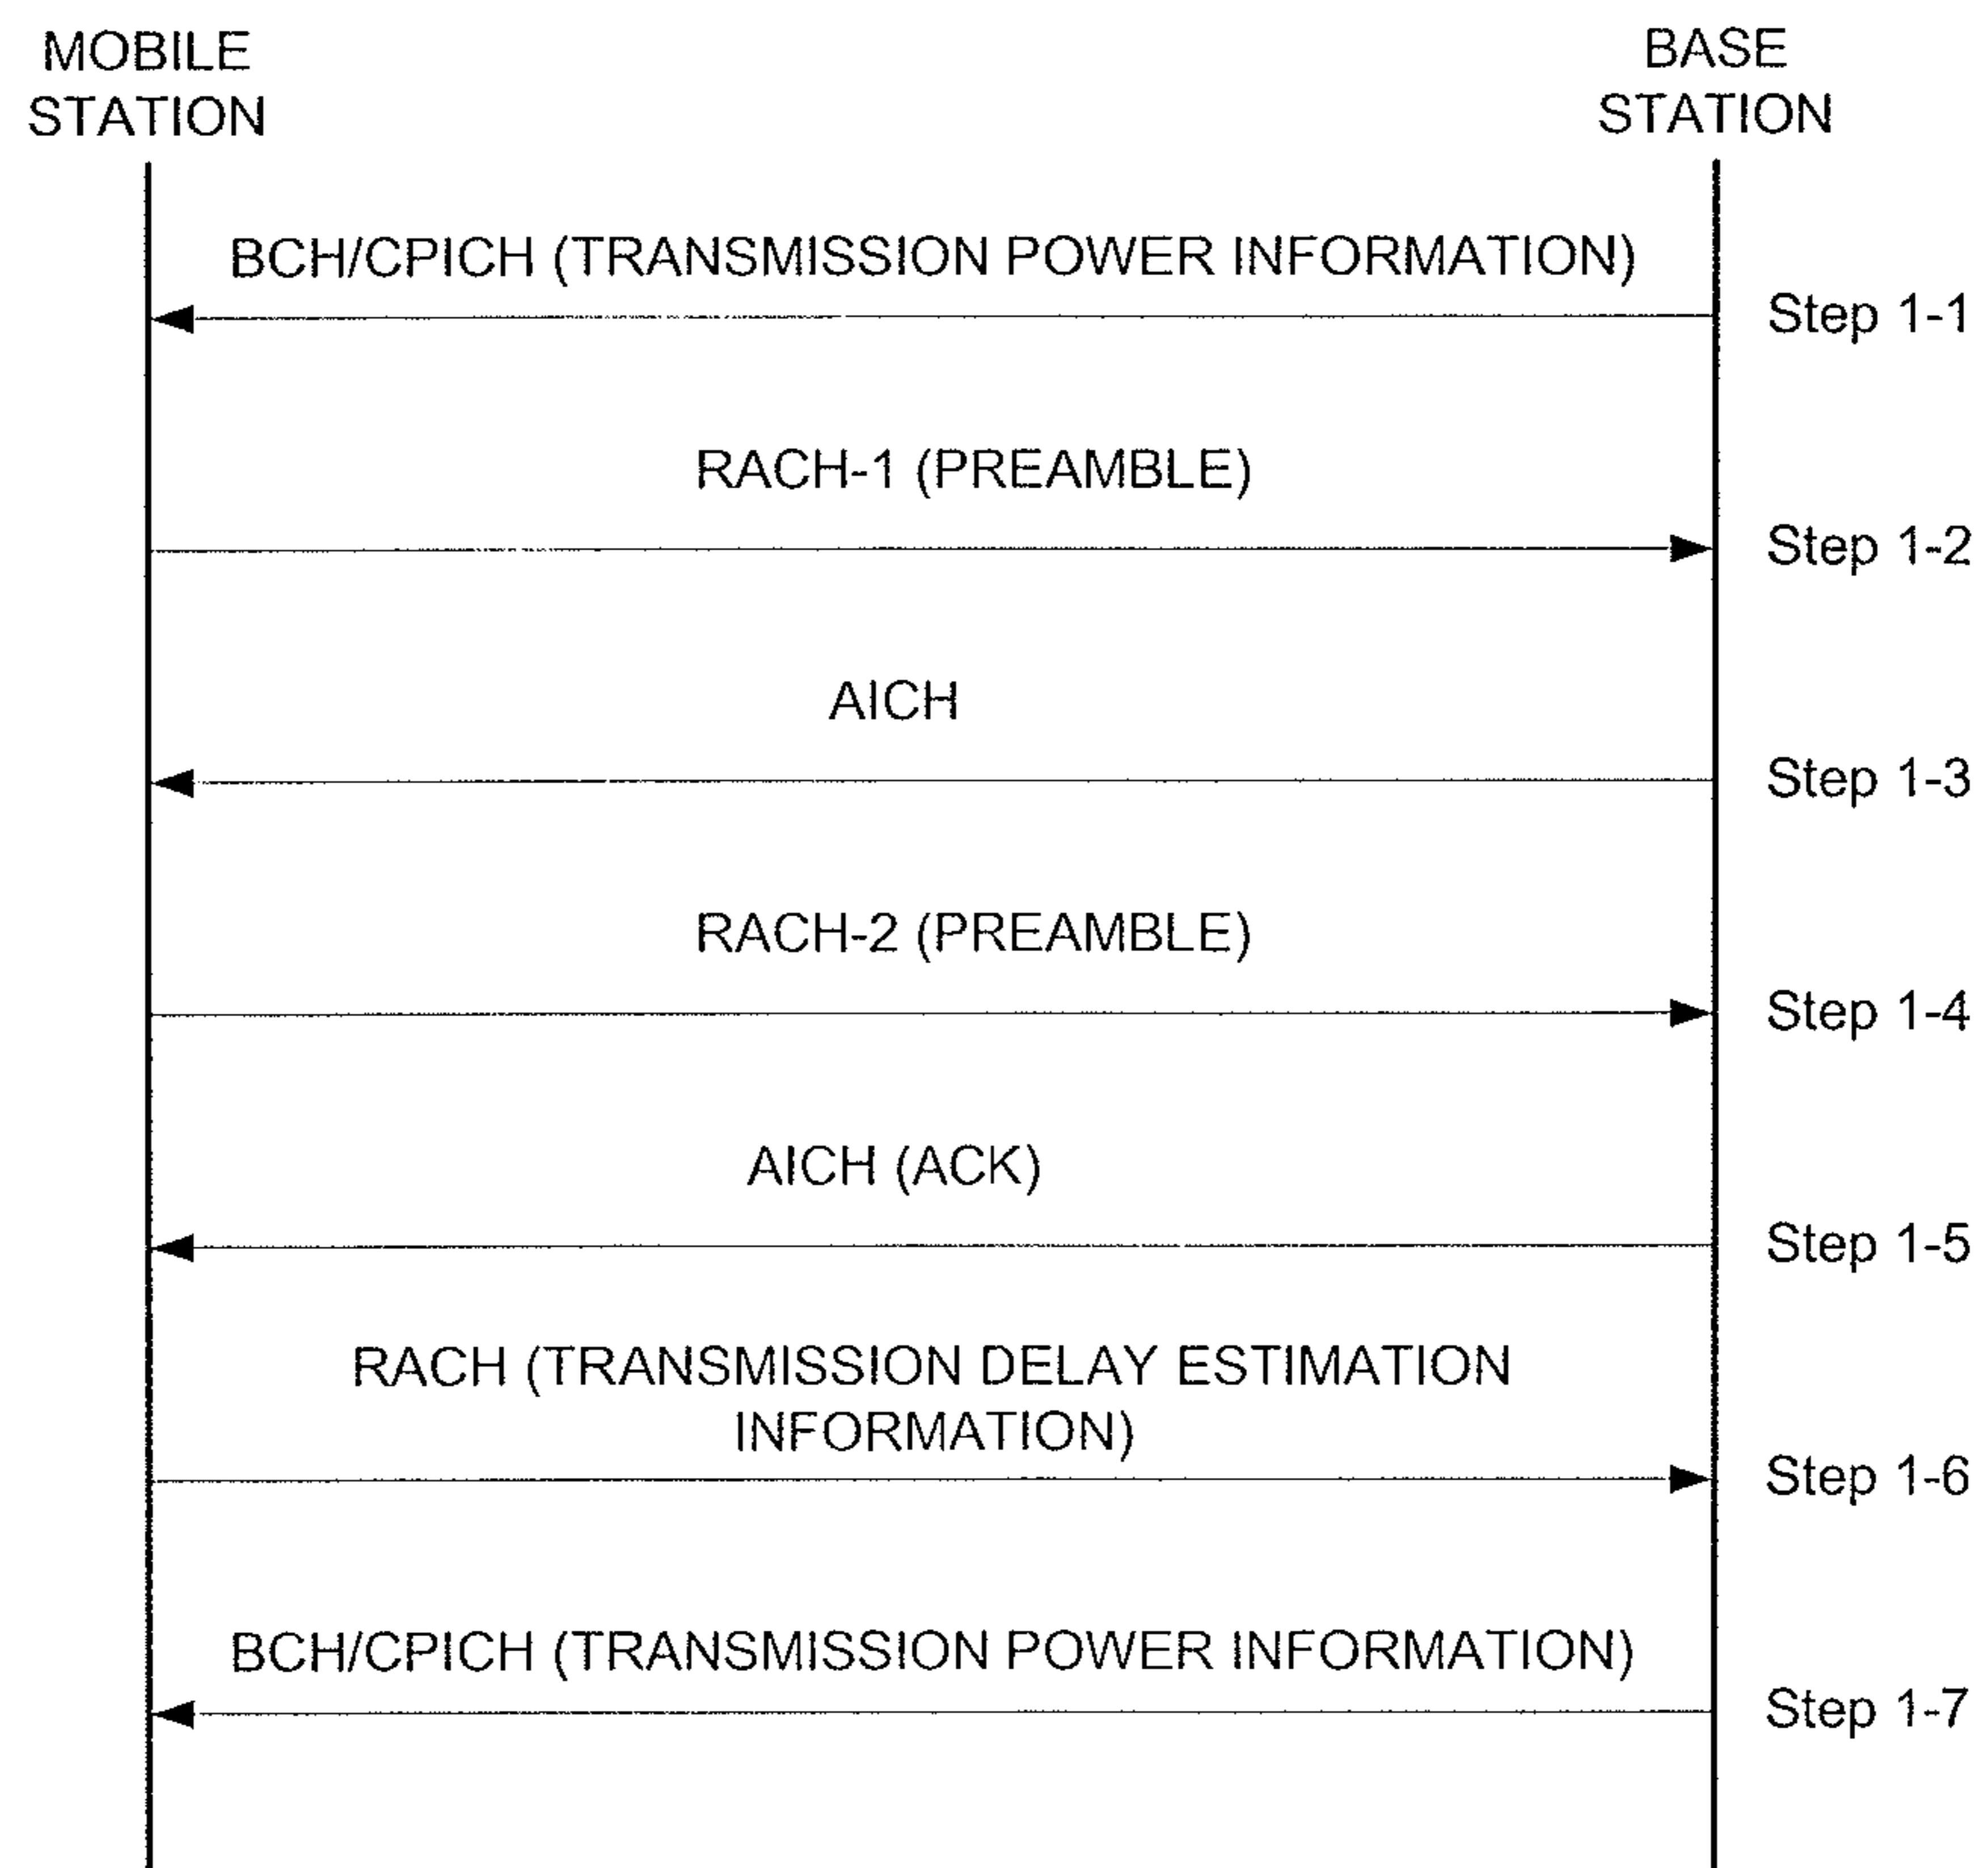 MOBILE
STATION
BASE
STATION
BCH/CPICH (TRANSMISSION POWER INFORMATION)
Step 1-1
RACH-1 (PREAMBLE)
Step 1-2
AICH
Step 1-3
RACH-2 (PREAMBLE)
Step 1-4
AICH (ACK)
Step 1-5
RACH (TRANSMISSION DELAY ESTIMATION
INFORMATION)
Step 1-6
BCH/CPICH (TRANSMISSION POWER INFORMATION)
Step 1-7